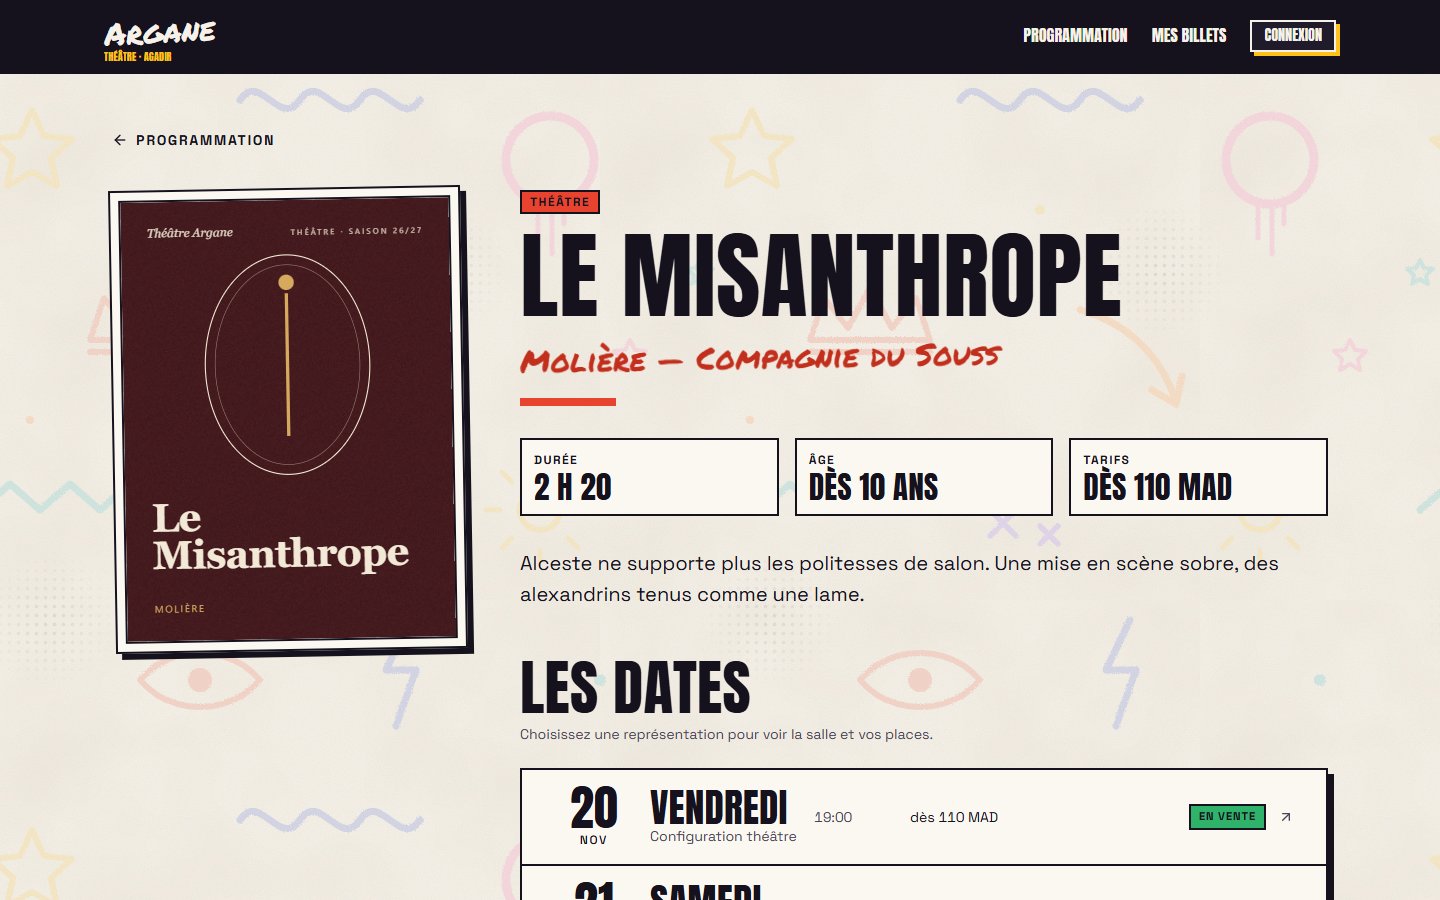 ARGANE
THÉÂTRE · AGADIR
PROGRAMMATION
MES BILLETS
CONNEXION
← PROGRAMMATION
Théâtre Argane
THÉÂTRE · SAISON 26/27
Le
Misanthrope
MOLIÈRE
THÉÂTRE
LE MISANTHROPE
MOLIÈRE — COMPAGNIE DU SOUSS
DURÉE
2 H 20
ÂGE
DÈS 10 ANS
TARIFS
DÈS 110 MAD
Alceste ne supporte plus les politesses de salon. Une mise en scène sobre, des
alexandrins tenus comme une lame.
LES DATES
Choisissez une représentation pour voir la salle et vos places.
20
NOV
VENDREDI
Configuration théâtre
19:00
dès 110 MAD
EN VENTE
21
SAMEDI